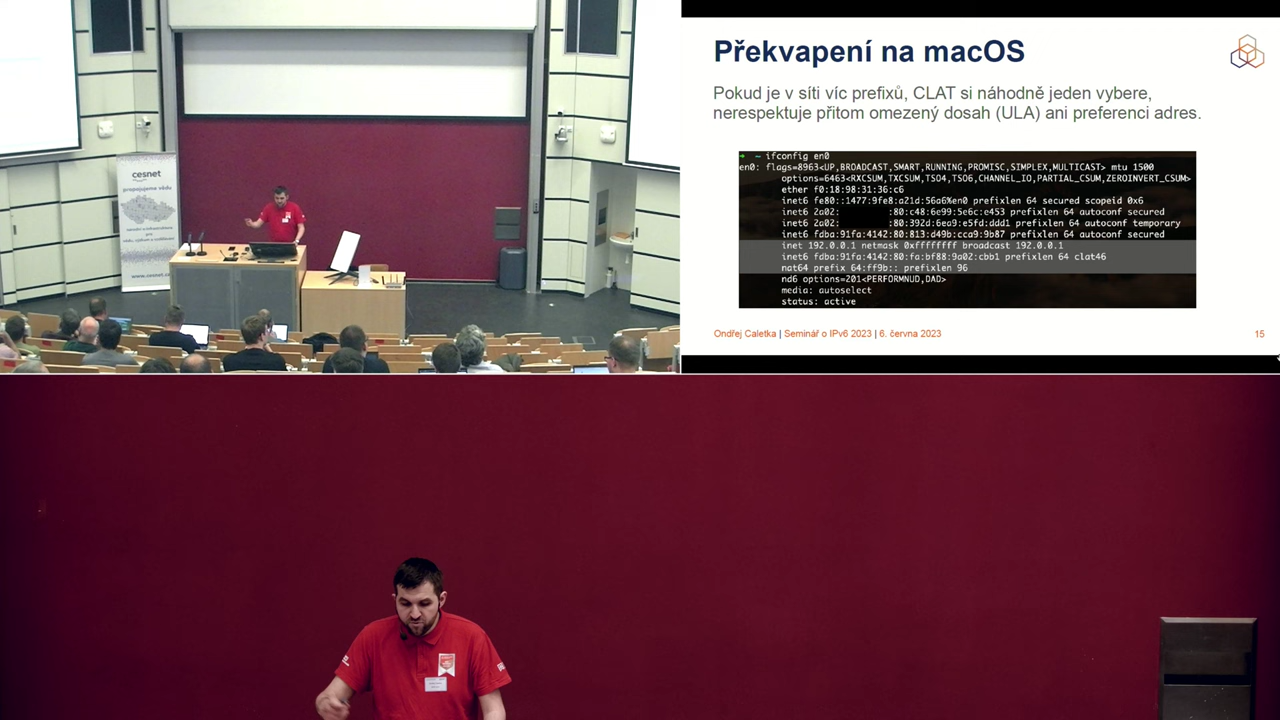 cesnet
propojujeme vědu
www.cesnet.cz
Překvapení na macOS
Pokud je v síti víc prefixů, CLAT si náhodně jeden vybere,
nerespektuje přitom omezený dosah (ULA) ani preferenci adres.
→ ~ ifconfig en0
en0: flags=8963<UP,BROADCAST,SMART,RUNNING,PROMISC,SIMPLEX,MULTICAST> mtu 1500
options=6463<RXCSUM,TXCSUM,TSO4,TSO6,CHANNEL_IO,PARTIAL_CSUM,ZEROINVERT_CSUM>
ether f0:18:98:31:36:c6
inet6 fe80::1477:9fe8:a21d:56a6%en0 prefixlen 64 secured scopeid 0x6
inet6 2a02: :80:c48:6e99:5e6c:e453 prefixlen 64 autoconf secured
inet6 2a02: :80:392d:6ea9:e5fd:ddd1 prefixlen 64 autoconf temporary
inet6 fdba:91fa:4142:80:813:d49b:cca9:9b87 prefixlen 64 autoconf secured
inet 192.0.0.1 netmask 0xffffffff broadcast 192.0.0.1
inet6 fdba:91fa:4142:80:fa:bf88:9a02:cbb1 prefixlen 64 clat46
nat64 prefix 64:ff9b:: prefixlen 96
nd6 options=201<PERFORMNUD,DAD>
media: autoselect
status: active
Ondřej Caletka | Seminář o IPv6 2023 | 6. června 2023
15